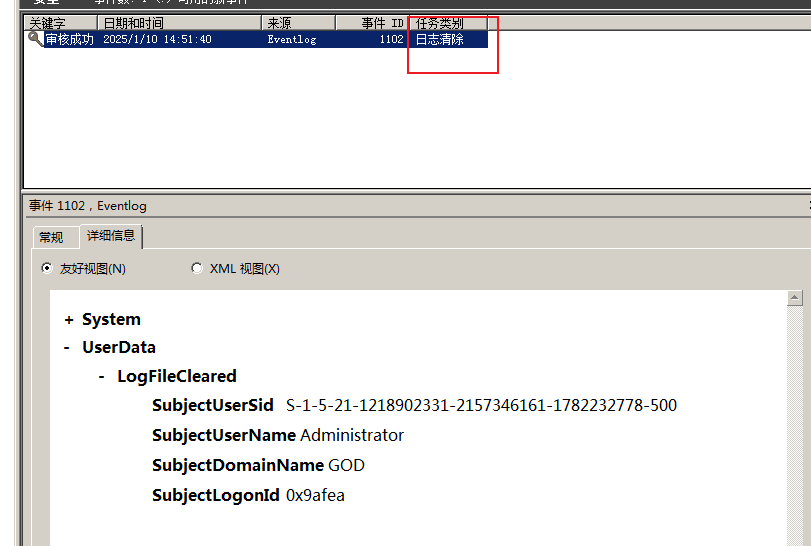 关键字 日期和时间 来源 事件 ID 任务类别
审核成功 2025/1/10 14:51:40 Eventlog 1102 日志清除
事件 1102，Eventlog
常规 详细信息
友好视图(N) XML 视图(X)
+ System
- UserData
- LogFileCleared
SubjectUserSid S-1-5-21-1218902331-2157346161-1782232778-500
SubjectUserName Administrator
SubjectDomainName GOD
SubjectLogonId 0x9afea